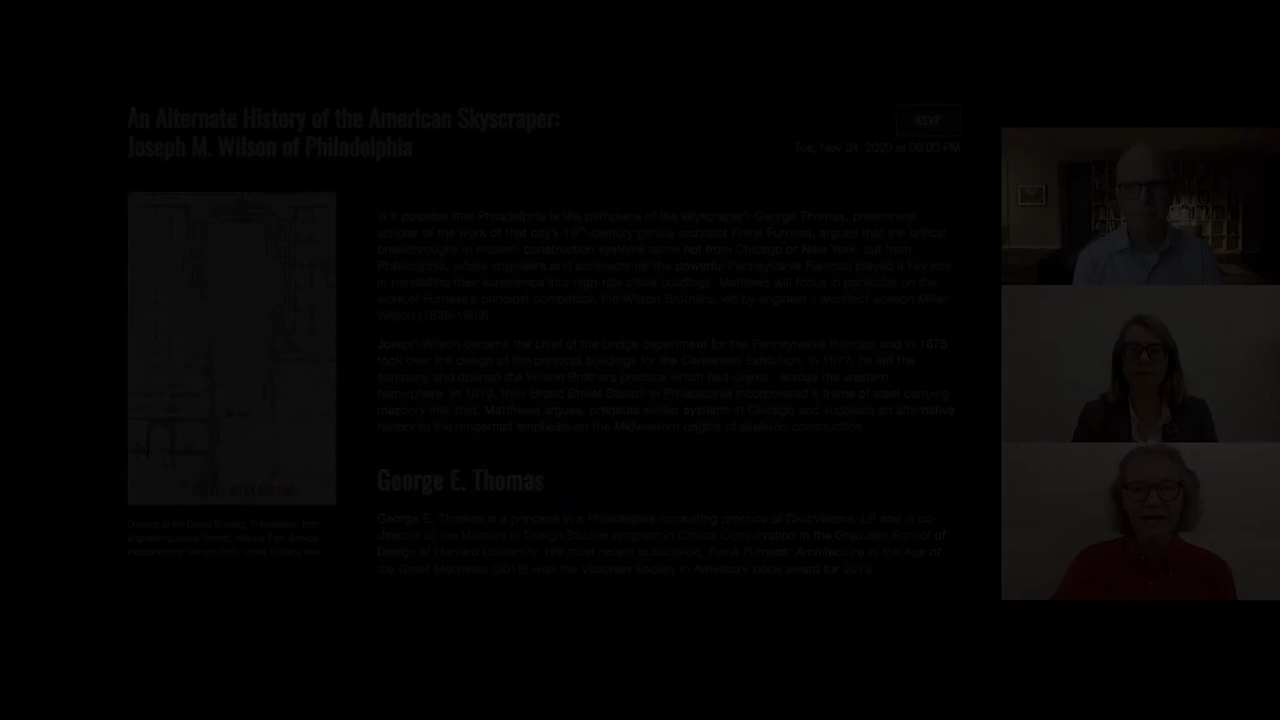 An Alternate History of the American Skyscraper:
Joseph M. Wilson of Philadelphia
RSVP
Tue, Nov 24, 2020 at 06:00 PM
Is it possible that Philadelphia is the birthplace of the skyscraper? George Thomas, preeminent
scholar of the work of that city's 19th-century genius architect Frank Furness, argues that the critical
breakthroughs in modern construction systems came not from Chicago or New York, but from
Philadelphia, where engineers and architects for the powerful Pennsylvania Railroad played a key role
in translating their experience into high-rise office buildings. Matthews will focus in particular on the
work of Furness's principal competitor, the Wilson Brothers, led by engineer / architect Joseph Miller
Wilson (1838-1902).
Joseph Wilson became the chief of the bridge department for the Pennsylvania Railroad and in 1875
took over the design of the principal buildings for the Centennial Exhibition. In 1877, he left the
company and opened the Wilson Brothers practice which had clients across the western
hemisphere. In 1879, their Broad Street Station in Philadelphia incorporated a frame of steel carrying
masonry infill that, Matthews argues, predated similar systems in Chicago and suggests an alternative
history to the modernist emphasis on the Midwestern origins of skeleton construction.
George E. Thomas
George E. Thomas is a principal in a Philadelphia consulting practice of CivicVisions, LP and is co-
director of the Masters in Design Studies program in Critical Conservation in the Graduate School of
Design at Harvard University. His most recent publication, Frank Furness: Architecture in the Age of
the Great Machines (2018) won the Victorian Society in America's book award for 2019.
Drawing of the Drexel Building, Philadelphia, from